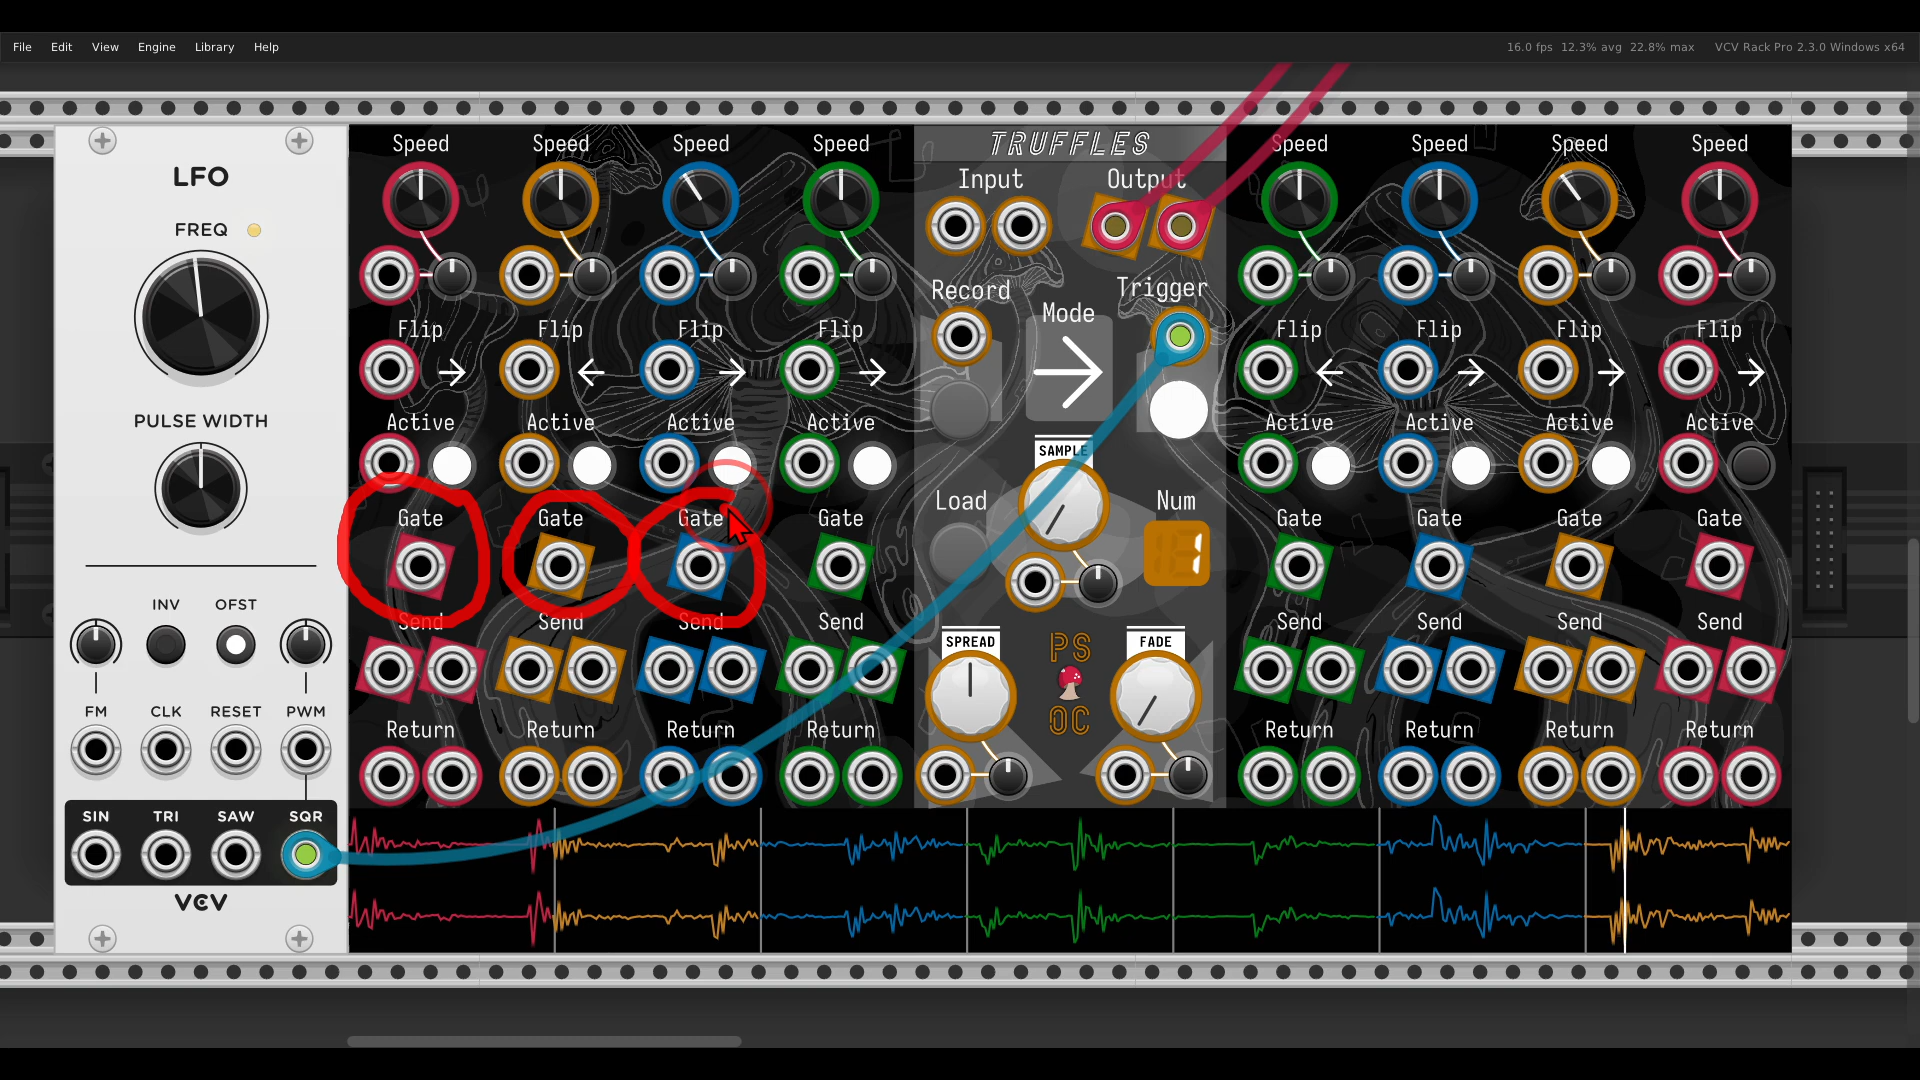 File Edit View Engine Library Help
16.0 fps 12.3% avg 22.8% max VCV Rack Pro 2.3.0 Windows x64
LFO
FREQ
PULSE WIDTH
INV OFST
FM CLK RESET PWM
SIN TRI SAW SQR
VCV
Speed Speed Speed Speed
Flip Flip Flip Flip
Active Active Active Active
Gate Gate Gate Gate
Send Send Send Send
Return Return Return Return
TRUFFLES
Input Output
Record Mode Trigger
SAMPLE
Load Num
1
SPREAD PS FADE
OC
Speed Speed Speed Speed
Flip Flip Flip Flip
Active Active Active Active
Gate Gate Gate Gate
Send Send Send Send
Return Return Return Return